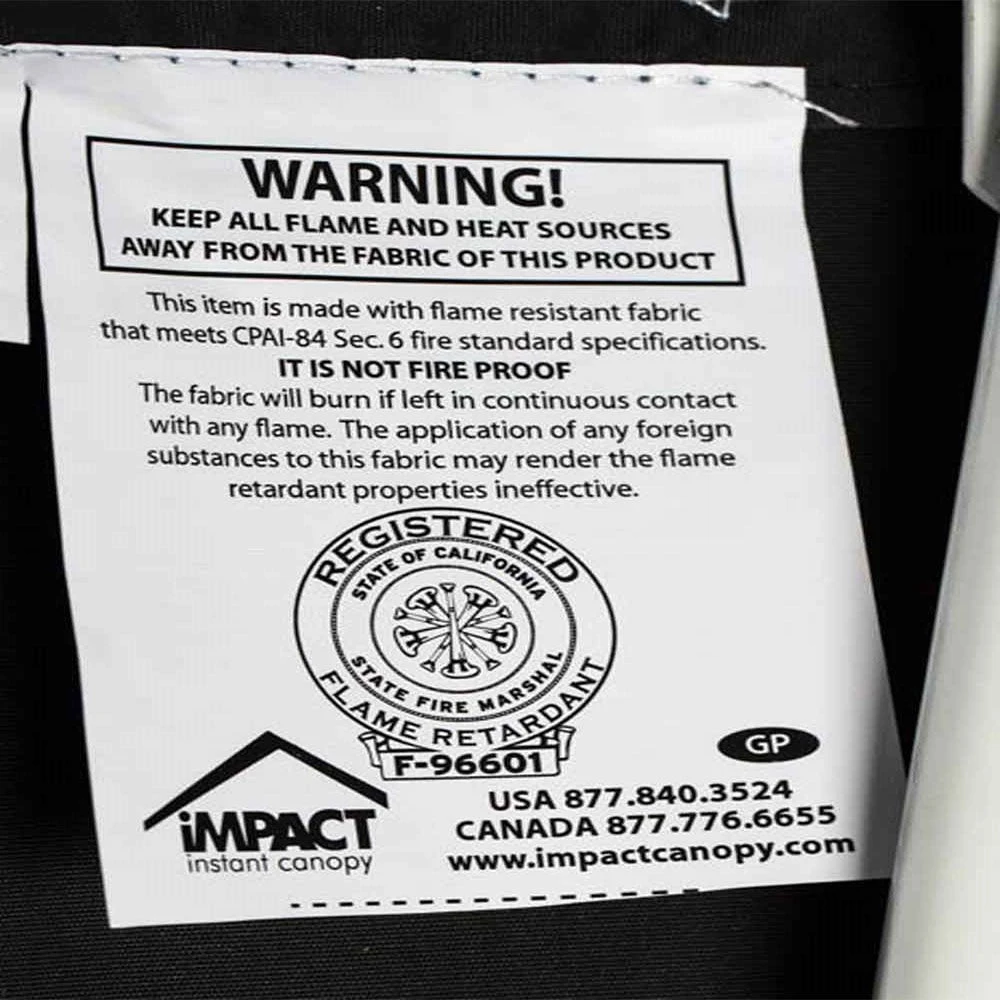 WARNING!
KEEP ALL FLAME AND HEAT SOURCES
AWAY FROM THE FABRIC OF THIS PRODUCT
This item is made with flame resistant fabric
that meets CPAI-84 Sec. 6 fire standard specifications.
IT IS NOT FIRE PROOF
The fabric will burn if left in continuous contact
with any flame. The application of any foreign
substances to this fabric may render the flame
retardant properties ineffective.
REGISTERED
STATE OF CALIFORNIA
STATE FIRE MARSHAL
FLAME RETARDANT
F-96601
GP
iMPACT
instant canopy
USA 877.840.3524
CANADA 877.776.6655
www.impactcanopy.com